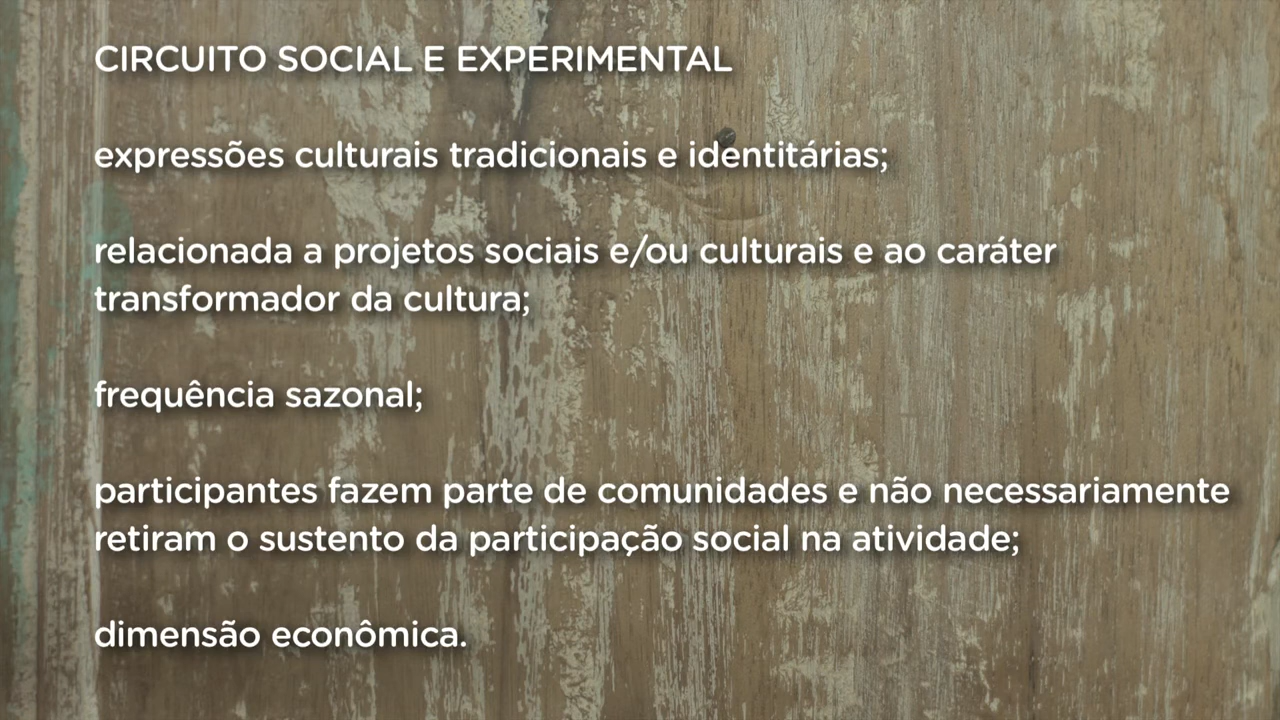 CIRCUITO SOCIAL E EXPERIMENTAL
expressões culturais tradicionais e identitárias;
relacionada a projetos sociais e/ou culturais e ao caráter
transformador da cultura;
frequência sazonal;
participantes fazem parte de comunidades e não necessariamente
retiram o sustento da participação social na atividade;
dimensão econômica.